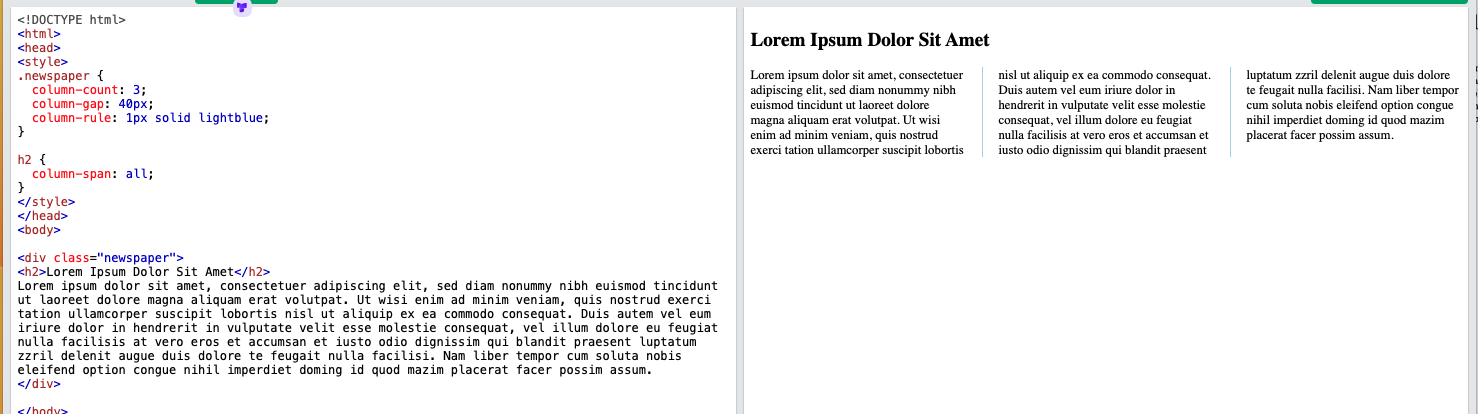 <!DOCTYPE html>
<html>
<head>
<style>
.newspaper {
  column-count: 3;
  column-gap: 40px;
  column-rule: 1px solid lightblue;
}

h2 {
  column-span: all;
}
</style>
</head>
<body>

<div class="newspaper">
<h2>Lorem Ipsum Dolor Sit Amet</h2>
Lorem ipsum dolor sit amet, consectetuer adipiscing elit, sed diam nonummy nibh euismod tincidunt
ut laoreet dolore magna aliquam erat volutpat. Ut wisi enim ad minim veniam, quis nostrud exerci
tation ullamcorper suscipit lobortis nisl ut aliquip ex ea commodo consequat. Duis autem vel eum
iriure dolor in hendrerit in vulputate velit esse molestie consequat, vel illum dolore eu feugiat
nulla facilisis at vero eros et accumsan et iusto odio dignissim qui blandit praesent luptatum
zzril delenit augue duis dolore te feugait nulla facilisi. Nam liber tempor cum soluta nobis
eleifend option congue nihil imperdiet doming id quod mazim placerat facer possim assum.
</div>

</body>
Lorem Ipsum Dolor Sit Amet
Lorem ipsum dolor sit amet, consectetuer
adipiscing elit, sed diam nonummy nibh
euismod tincidunt ut laoreet dolore
magna aliquam erat volutpat. Ut wisi
enim ad minim veniam, quis nostrud
exerci tation ullamcorper suscipit lobortis
nisl ut aliquip ex ea commodo consequat.
Duis autem vel eum iriure dolor in
hendrerit in vulputate velit esse molestie
consequat, vel illum dolore eu feugiat
nulla facilisis at vero eros et accumsan et
iusto odio dignissim qui blandit praesent
luptatum zzril delenit augue duis dolore
te feugait nulla facilisi. Nam liber tempor
cum soluta nobis eleifend option congue
nihil imperdiet doming id quod mazim
placerat facer possim assum.